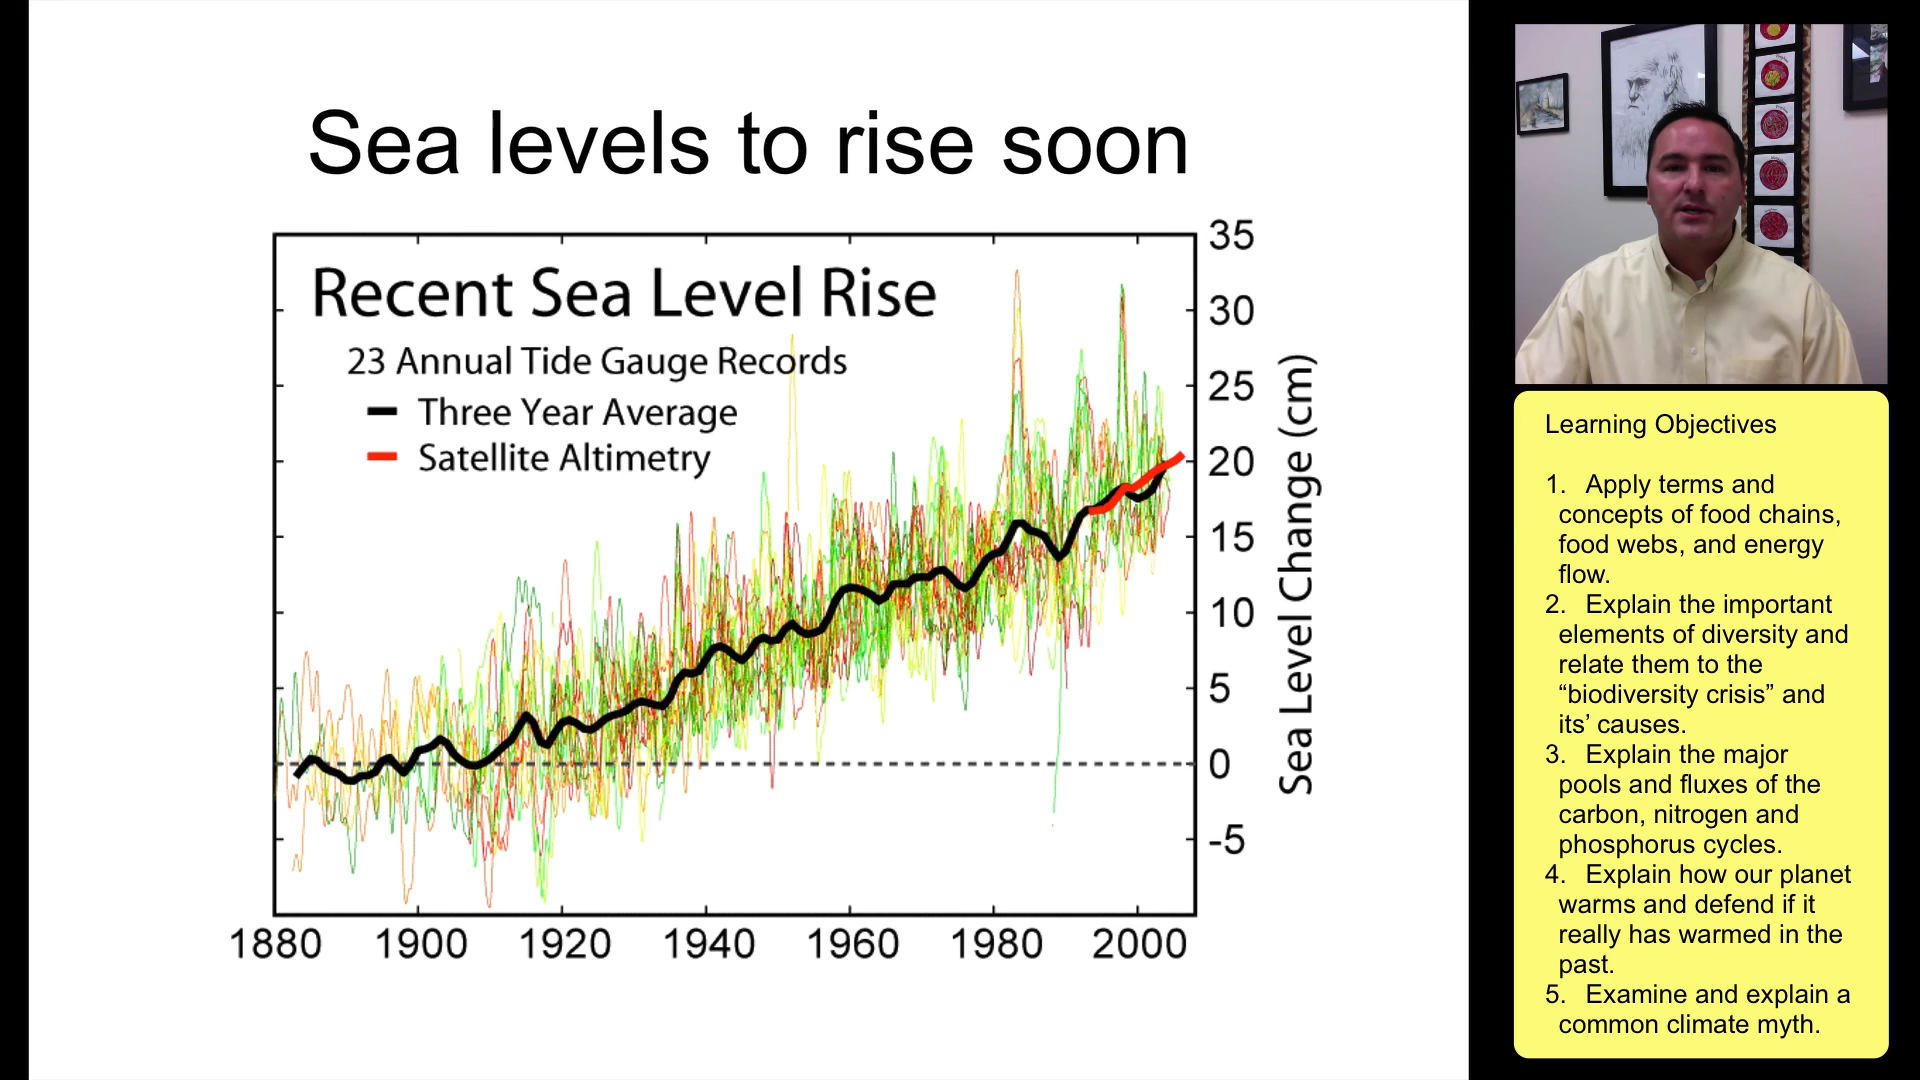 Sea levels to rise soon
Recent Sea Level Rise
23 Annual Tide Gauge Records
Three Year Average
Satellite Altimetry
35
30
25
20
15
10
5
0
-5
Sea Level Change (cm)
1880 1900 1920 1940 1960 1980 2000
Learning Objectives
1. Apply terms and
concepts of food chains,
food webs, and energy
flow.
2. Explain the important
elements of diversity and
relate them to the
“biodiversity crisis” and
its’ causes.
3. Explain the major
pools and fluxes of the
carbon, nitrogen and
phosphorus cycles.
4. Explain how our planet
warms and defend if it
really has warmed in the
past.
5. Examine and explain a
common climate myth.